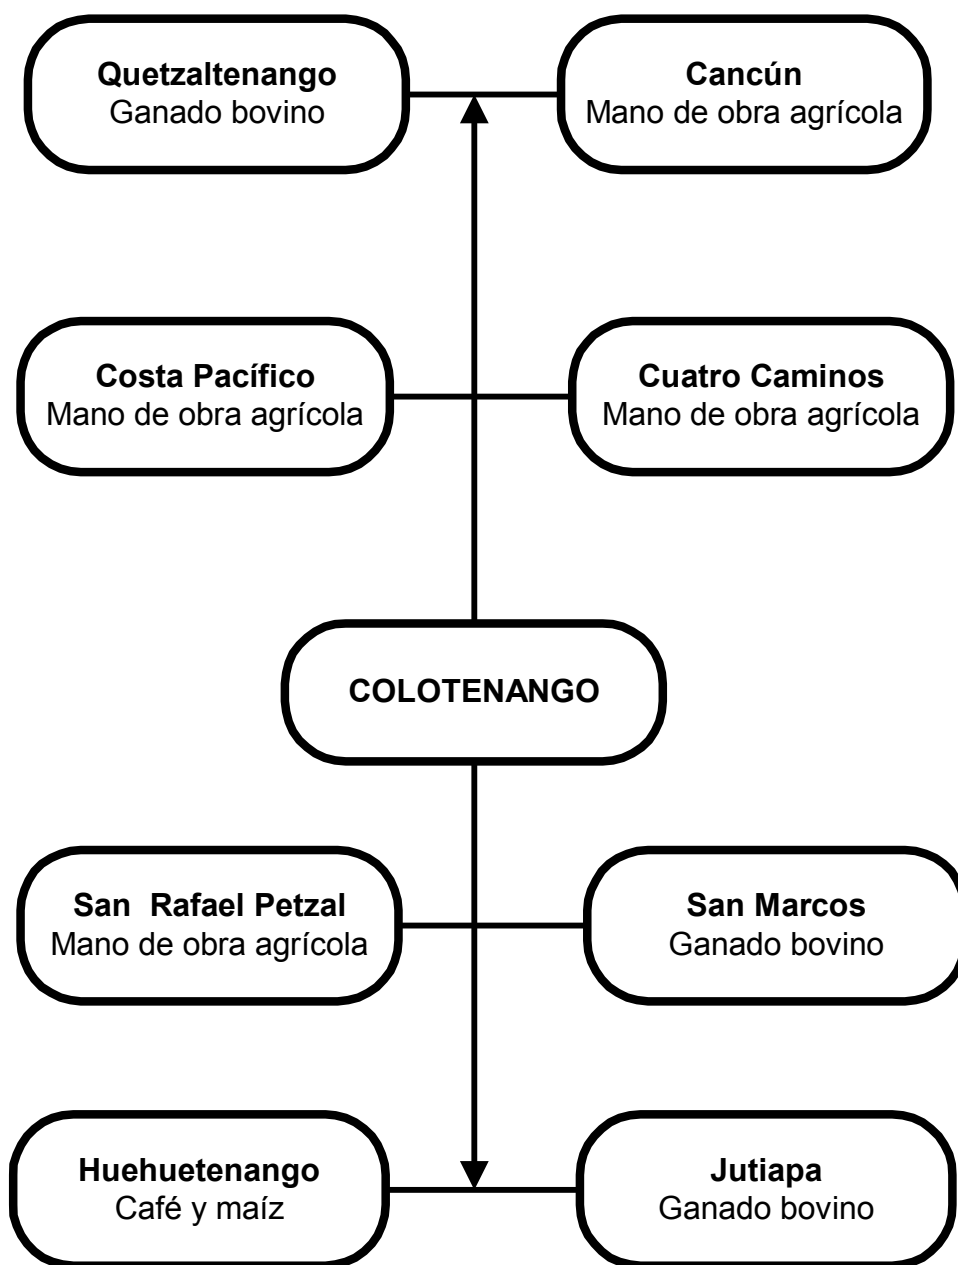 Quetzaltenango
Ganado bovino
Cancún
Mano de obra agrícola
Costa Pacífico
Mano de obra agrícola
Cuatro Caminos
Mano de obra agrícola
COLOTENANGO
San Rafael Petzal
Mano de obra agrícola
San Marcos
Ganado bovino
Huehuetenango
Café y maíz
Jutiapa
Ganado bovino